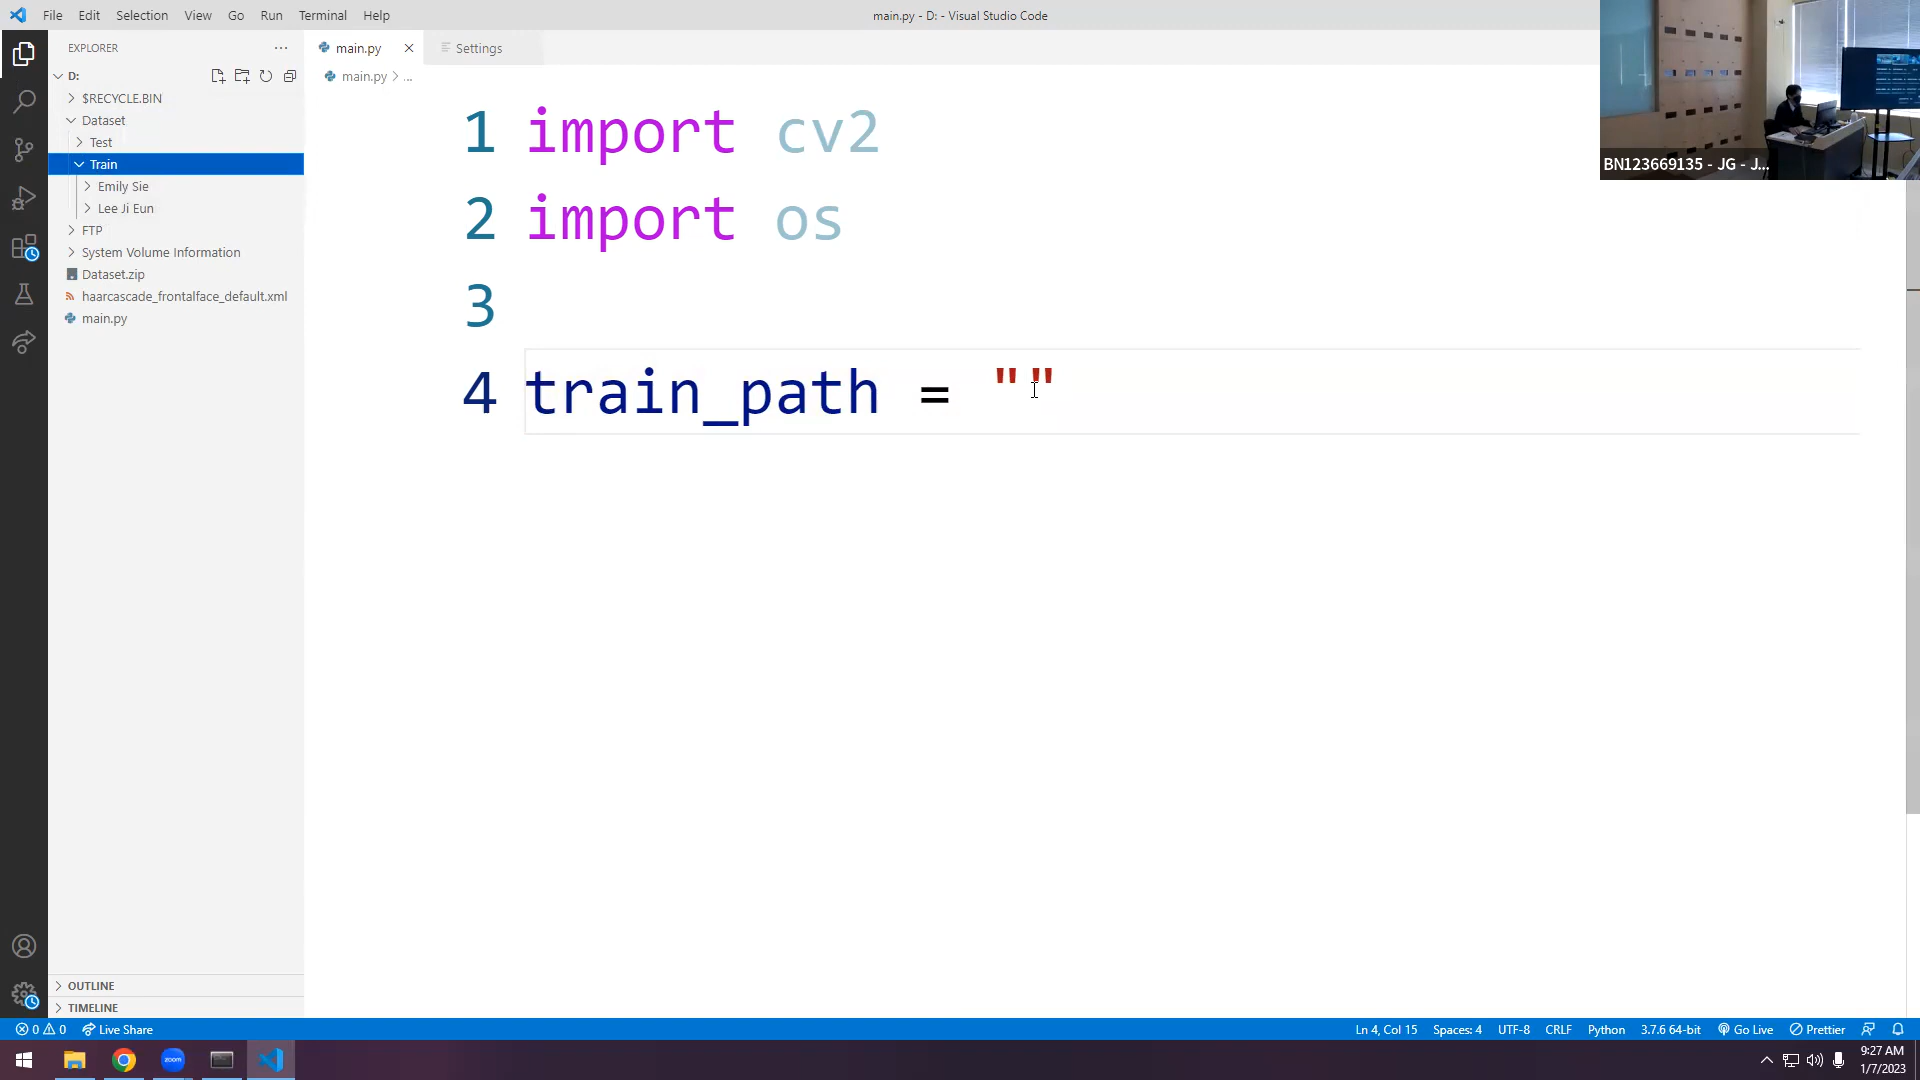 File Edit Selection View Go Run Terminal Help
main.py - D: - Visual Studio Code
EXPLORER
D:
$RECYCLE.BIN
Dataset
Test
Train
Emily Sie
Lee Ji Eun
FTP
System Volume Information
Dataset.zip
haarcascade_frontalface_default.xml
main.py
OUTLINE
TIMELINE
main.py
Settings
main.py > ...
1 import cv2
2 import os
3
4 train_path = ""
BN123669135 - JG - J...
0 0 Live Share
Ln 4, Col 15 Spaces: 4 UTF-8 CRLF Python 3.7.6 64-bit Go Live Prettier
zoom
9:27 AM
1/7/2023